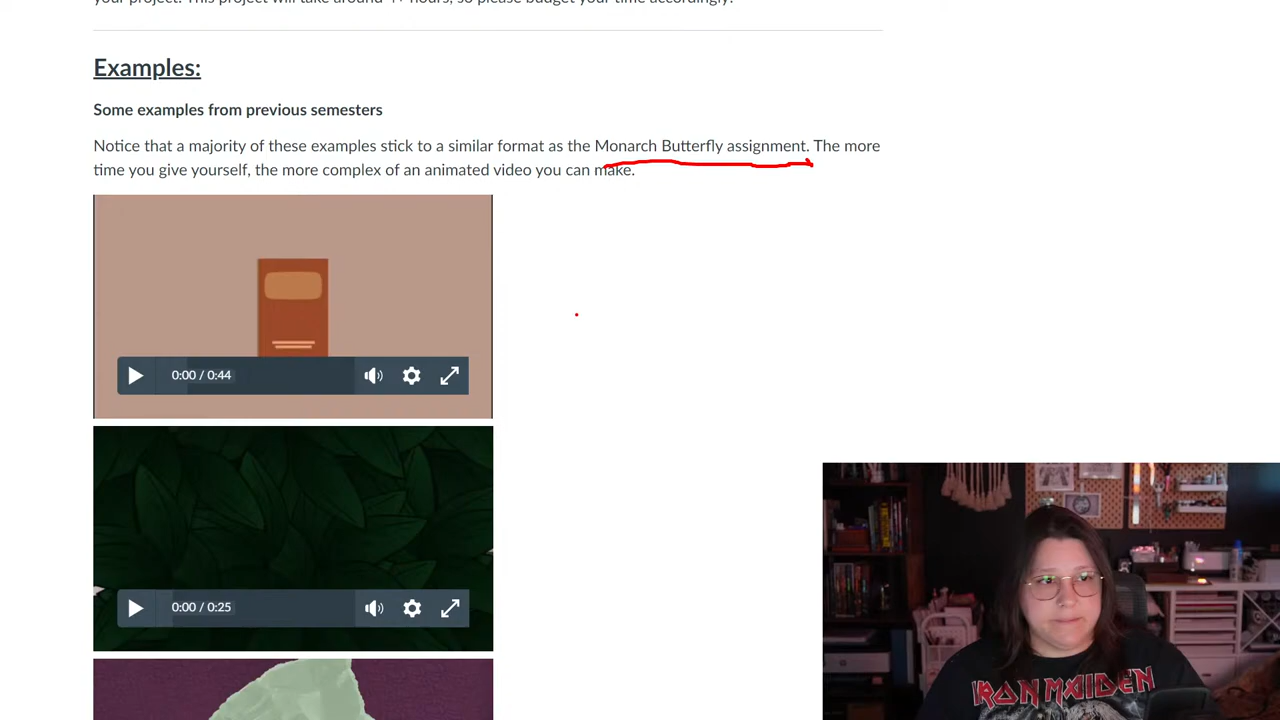 Examples:
Some examples from previous semesters
Notice that a majority of these examples stick to a similar format as the Monarch Butterfly assignment. The more
time you give yourself, the more complex of an animated video you can make.
0:00 / 0:44
0:00 / 0:25
IRON MAIDEN